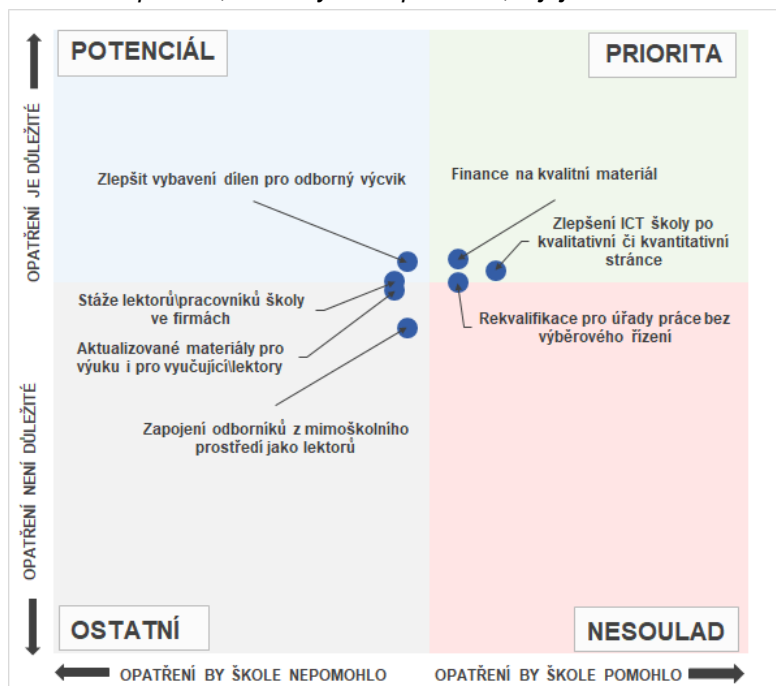 POTENCIÁL
PRIORITA
OPATŘENÍ JE DŮLEŽITÉ
Zlepšit vybavení dílen pro odborný výcvik
Finance na kvalitní materiál
Zlepšení ICT školy po
kvalitativní či kvantitativní
stránce
Stáže lektorů\pracovníků školy
ve firmách
Rekvalifikace pro úřady práce bez
výběrového řízení
Aktualizované materiály pro
výuku i pro vyučující\lektory
Zapojení odborníků z mimoškolního
prostředí jako lektorů
OPATŘENÍ NENÍ DŮLEŽITÉ
OSTATNÍ
NESOULAD
OPATŘENÍ BY ŠKOLE NEPOMOHLO
OPATŘENÍ BY ŠKOLE POMOHLO